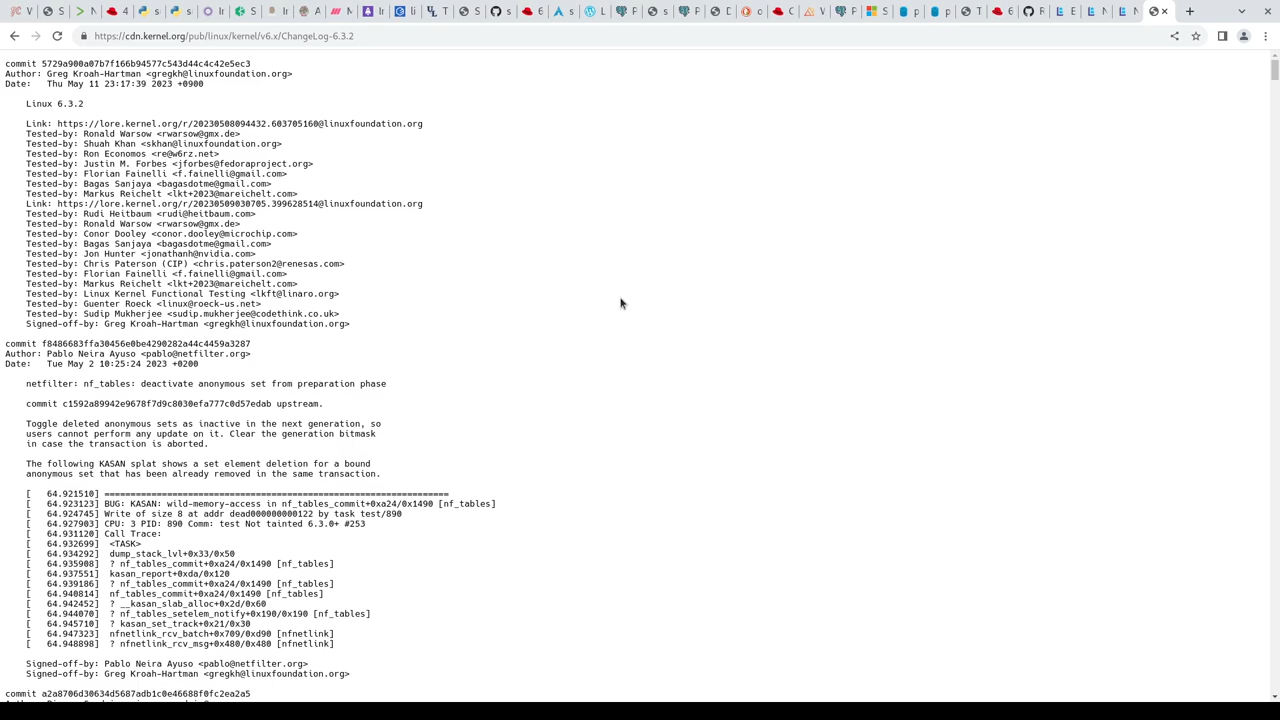 https://cdn.kernel.org/pub/linux/kernel/v6.x/ChangeLog-6.3.2
commit 5729a900a07b7f166b94577c543d44c4c42e5ec3
Author: Greg Kroah-Hartman <gregkh@linuxfoundation.org>
Date:   Thu May 11 23:17:39 2023 +0900
Linux 6.3.2
Link: https://lore.kernel.org/r/20230508094432.603705160@linuxfoundation.org
Tested-by: Ronald Warsow <rwarsow@gmx.de>
Tested-by: Shuah Khan <skhan@linuxfoundation.org>
Tested-by: Ron Economos <re@w6rz.net>
Tested-by: Justin M. Forbes <jforbes@fedoraproject.org>
Tested-by: Florian Fainelli <f.fainelli@gmail.com>
Tested-by: Bagas Sanjaya <bagasdotme@gmail.com>
Tested-by: Markus Reichelt <lkt+2023@mareichelt.com>
Link: https://lore.kernel.org/r/20230509030705.399628514@linuxfoundation.org
Tested-by: Rudi Heitbaum <rudi@heitbaum.com>
Tested-by: Ronald Warsow <rwarsow@gmx.de>
Tested-by: Conor Dooley <conor.dooley@microchip.com>
Tested-by: Bagas Sanjaya <bagasdotme@gmail.com>
Tested-by: Jon Hunter <jonathanh@nvidia.com>
Tested-by: Chris Paterson (CIP) <chris.paterson2@renesas.com>
Tested-by: Florian Fainelli <f.fainelli@gmail.com>
Tested-by: Markus Reichelt <lkt+2023@mareichelt.com>
Tested-by: Linux Kernel Functional Testing <lkft@linaro.org>
Tested-by: Guenter Roeck <linux@roeck-us.net>
Tested-by: Sudip Mukherjee <sudip.mukherjee@codethink.co.uk>
Signed-off-by: Greg Kroah-Hartman <gregkh@linuxfoundation.org>
commit f8486683ffa30456e0be4290282a44c4459a3287
Author: Pablo Neira Ayuso <pablo@netfilter.org>
Date:   Tue May 2 10:25:24 2023 +0200
netfilter: nf_tables: deactivate anonymous set from preparation phase
commit c1592a89942e9678f7d9c8030efa777c0d57edab upstream.
Toggle deleted anonymous sets as inactive in the next generation, so
users cannot perform any update on it. Clear the generation bitmask
in case the transaction is aborted.
The following KASAN splat shows a set element deletion for a bound
anonymous set that has been already removed in the same transaction.
[   64.921510] ==================================================================
[   64.923123] BUG: KASAN: wild-memory-access in nf_tables_commit+0xa24/0x1490 [nf_tables]
[   64.924745] Write of size 8 at addr dead000000000122 by task test/890
[   64.927903] CPU: 3 PID: 890 Comm: test Not tainted 6.3.0+ #253
[   64.931120] Call Trace:
[   64.932699]  <TASK>
[   64.934292]  dump_stack_lvl+0x33/0x50
[   64.935908]  ? nf_tables_commit+0xa24/0x1490 [nf_tables]
[   64.937551]  kasan_report+0xda/0x120
[   64.939186]  ? nf_tables_commit+0xa24/0x1490 [nf_tables]
[   64.940814]  nf_tables_commit+0xa24/0x1490 [nf_tables]
[   64.942452]  ? __kasan_slab_alloc+0x2d/0x60
[   64.944070]  ? nf_tables_setelem_notify+0x190/0x190 [nf_tables]
[   64.945710]  ? kasan_set_track+0x21/0x30
[   64.947323]  nfnetlink_rcv_batch+0x709/0xd90 [nfnetlink]
[   64.948898]  ? nfnetlink_rcv_msg+0x480/0x480 [nfnetlink]
Signed-off-by: Pablo Neira Ayuso <pablo@netfilter.org>
Signed-off-by: Greg Kroah-Hartman <gregkh@linuxfoundation.org>
commit a2a8706d30634d5687adb1c0e46688f0fc2ea2a5